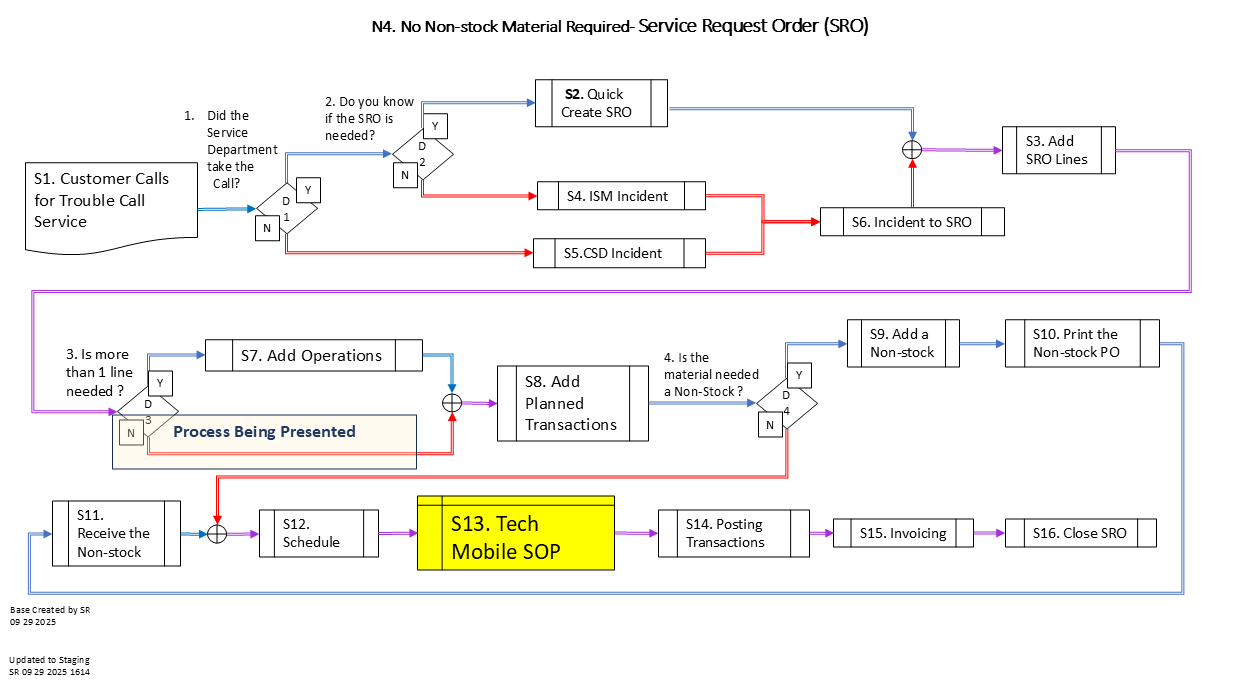 N4. No Non-stock Material Required- Service Request Order (SRO)
1. Did the
Service
Department
take the
Call?
2. Do you know
if the SRO is
needed?
S2. Quick
Create SRO
S3. Add
SRO Lines
S1. Customer Calls
for Trouble Call
Service
D
1
Y
N
D
2
Y
N
S4. ISM Incident
S5.CSD Incident
S6. Incident to SRO
3. Is more
than 1 line
needed ?
D
3
Y
N
S7. Add Operations
Process Being Presented
S8. Add
Planned
Transactions
4. Is the
material needed
a Non-Stock ?
D
4
Y
N
S9. Add a
Non-stock
S10. Print the
Non-stock PO
S11.
Receive the
Non-stock
S12.
Schedule
S13. Tech
Mobile SOP
S14. Posting
Transactions
S15. Invoicing
S16. Close SRO
Base Created by SR
09 29 2025
Updated to Staging
SR 09 29 2025 1614